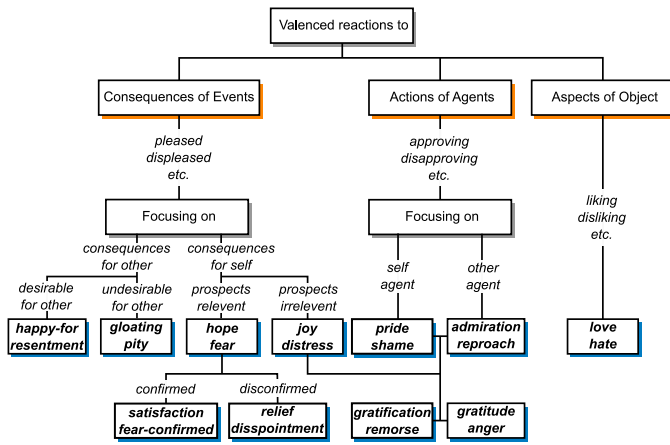 Valenced reactions to
Consequences of Events
Actions of Agents
Aspects of Object
pleased
displeased
etc.
approving
disapproving
etc.
liking
disliking
etc.
Focusing on
Focusing on
consequences
for other
consequences
for self
self
agent
other
agent
desirable
for other
undesirable
for other
prospects
relevent
prospects
irrelevent
happy-for
resentment
gloating
pity
hope
fear
joy
distress
pride
shame
admiration
reproach
love
hate
confirmed
disconfirmed
satisfaction
fear-confirmed
relief
disspointment
gratification
remorse
gratitude
anger